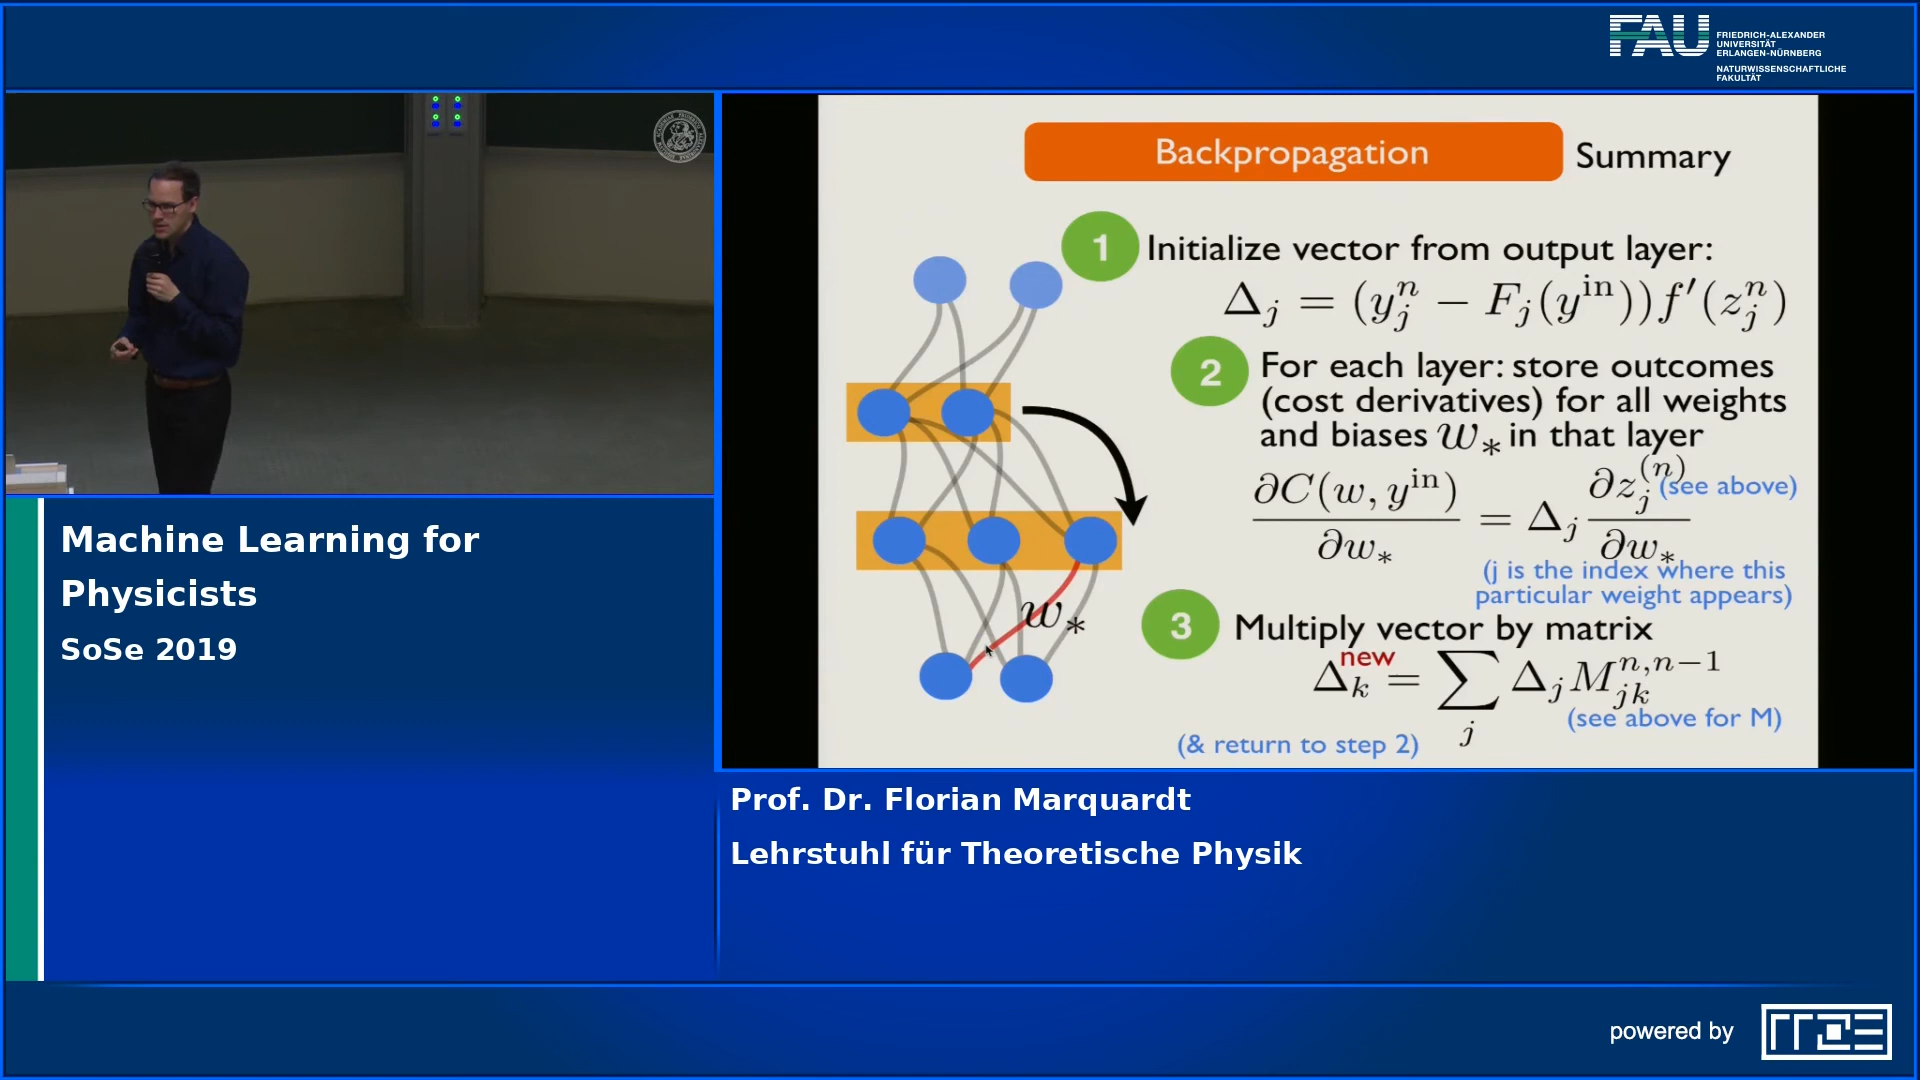 FAU
FRIEDRICH-ALEXANDER
UNIVERSITÄT
ERLANGEN-NÜRNBERG
NATURWISSENSCHAFTLICHE
FAKULTÄT
Backpropagation
Summary
1 Initialize vector from output layer:
Δ_j = (y_j^n − F_j(y^in)) f′(z_j^n)
2 For each layer: store outcomes
(cost derivatives) for all weights
and biases w_* in that layer
∂C(w, y^in) / ∂w_* = Δ_j ∂z_j^(n) / ∂w_* (see above)
(j is the index where this
particular weight appears)
w_*
3 Multiply vector by matrix
Δ_k^new = ∑_j Δ_j M_jk^n,n−1
(see above for M)
(& return to step 2)
Machine Learning for
Physicists
SoSe 2019
Prof. Dr. Florian Marquardt
Lehrstuhl für Theoretische Physik
powered by
rrze